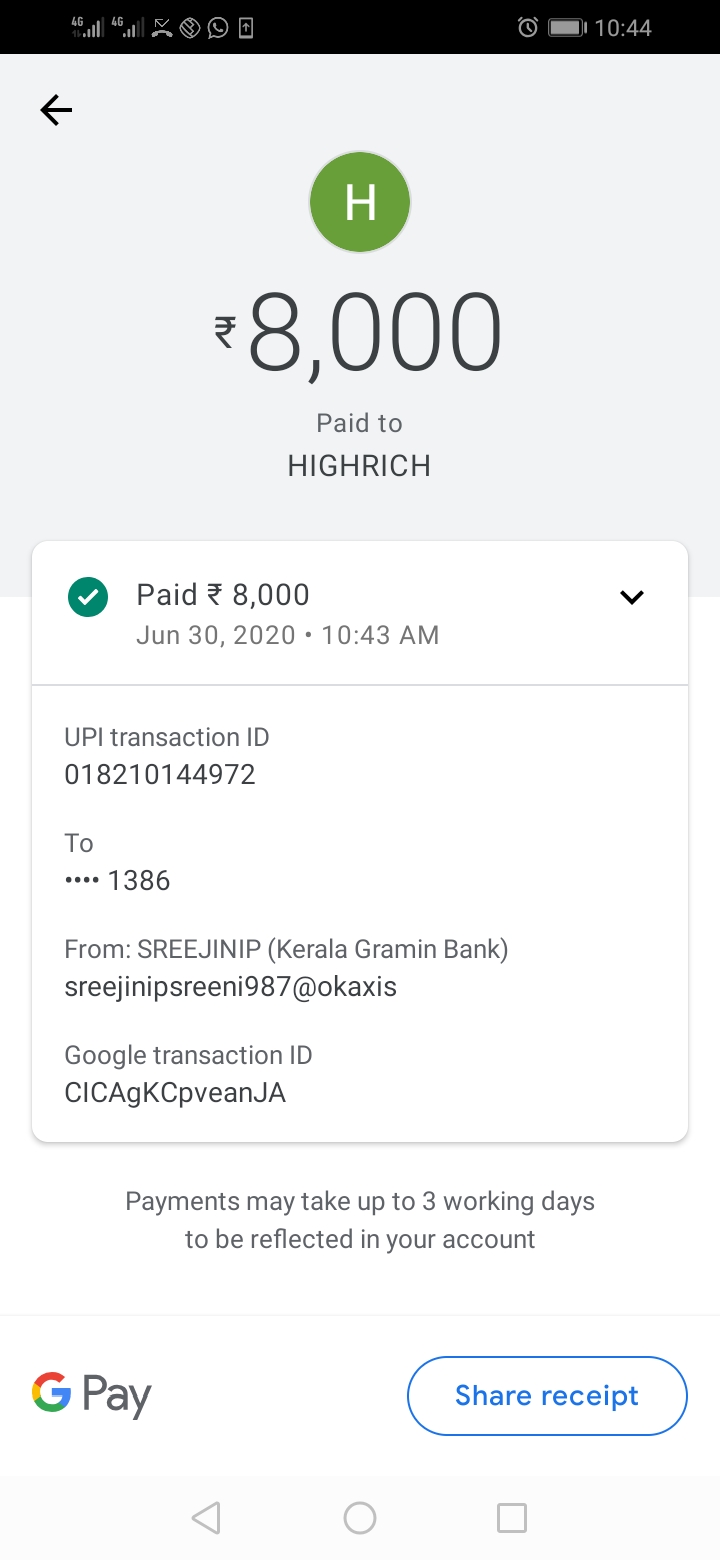 4G 4G 10:44
H
₹8,000
Paid to
HIGHRICH
Paid ₹ 8,000
Jun 30, 2020 • 10:43 AM
UPI transaction ID
018210144972
To
•••• 1386
From: SREEJINIP (Kerala Gramin Bank)
sreejinipsreeni987@okaxis
Google transaction ID
CICAgKCpveanJA
Payments may take up to 3 working days
to be reflected in your account
G Pay Share receipt